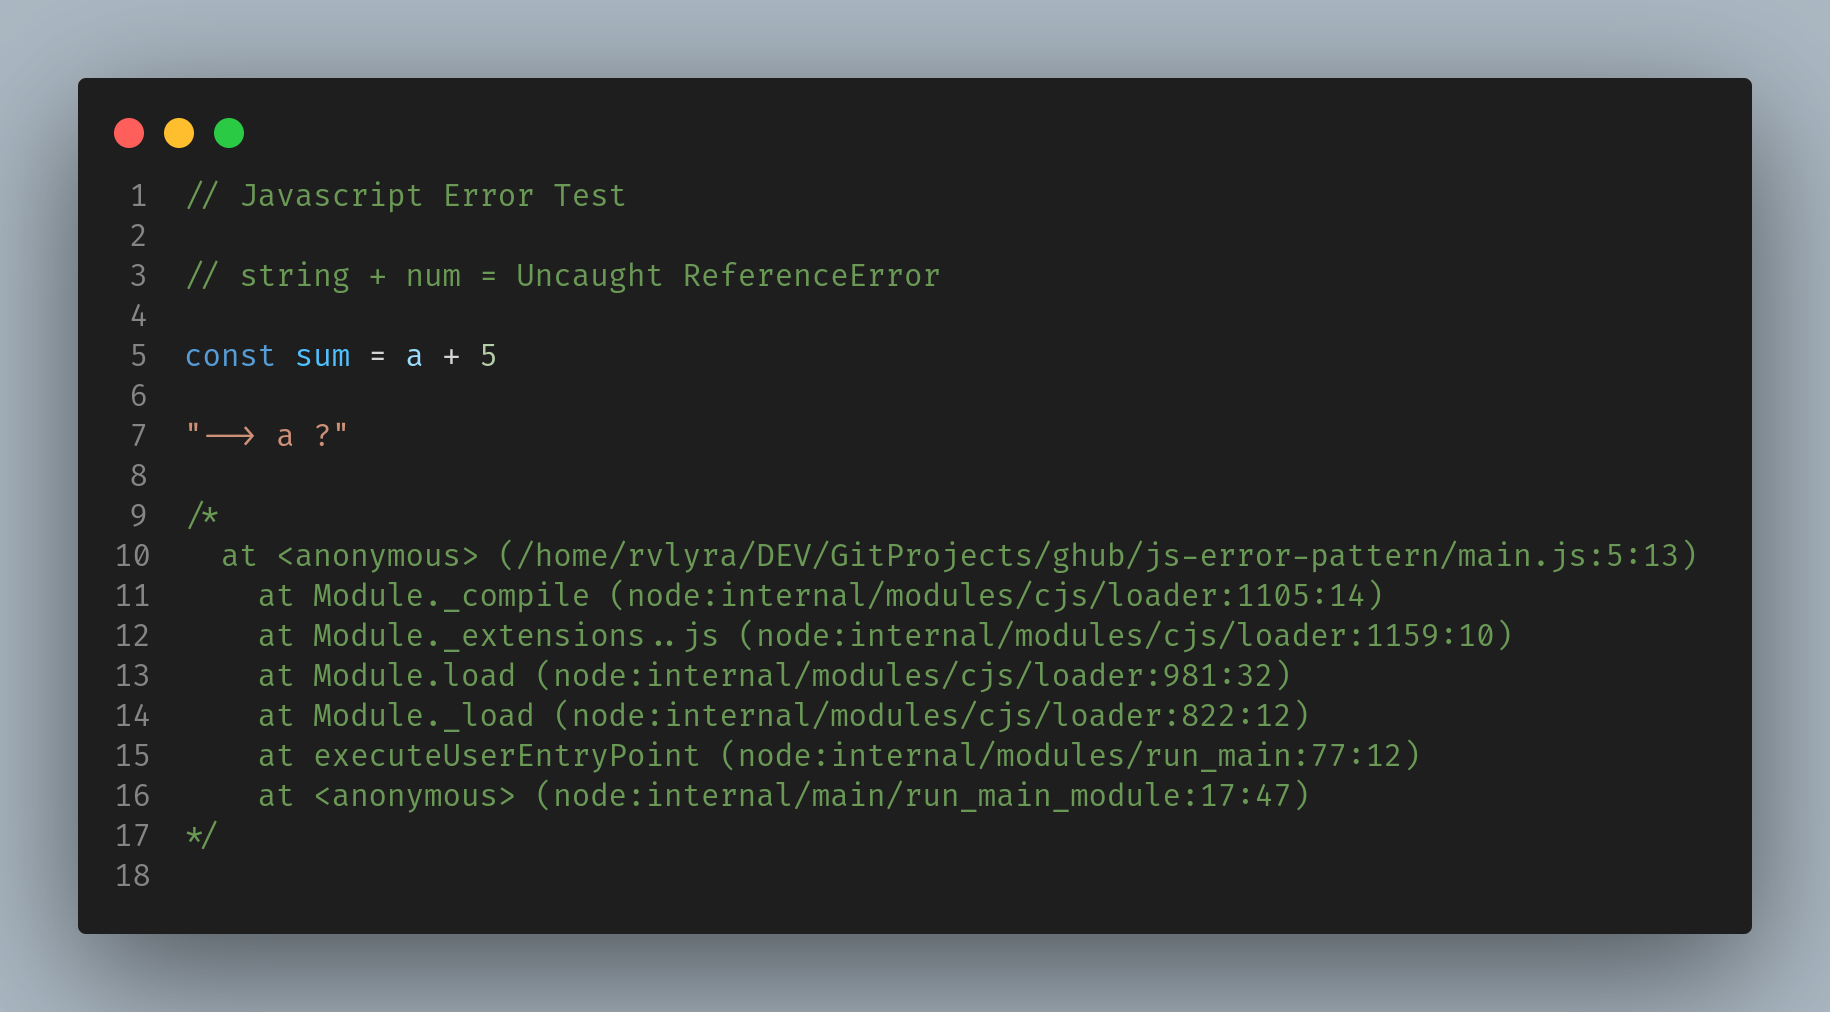 1 // Javascript Error Test
2
3 // string + num = Uncaught ReferenceError
4
5 const sum = a + 5
6
7 "--> a ?"
8
9 /*
10   at <anonymous> (/home/rvlyra/DEV/GitProjects/ghub/js-error-pattern/main.js:5:13)
11     at Module._compile (node:internal/modules/cjs/loader:1105:14)
12     at Module._extensions..js (node:internal/modules/cjs/loader:1159:10)
13     at Module.load (node:internal/modules/cjs/loader:981:32)
14     at Module._load (node:internal/modules/cjs/loader:822:12)
15     at executeUserEntryPoint (node:internal/modules/run_main:77:12)
16     at <anonymous> (node:internal/main/run_main_module:17:47)
17 */
18